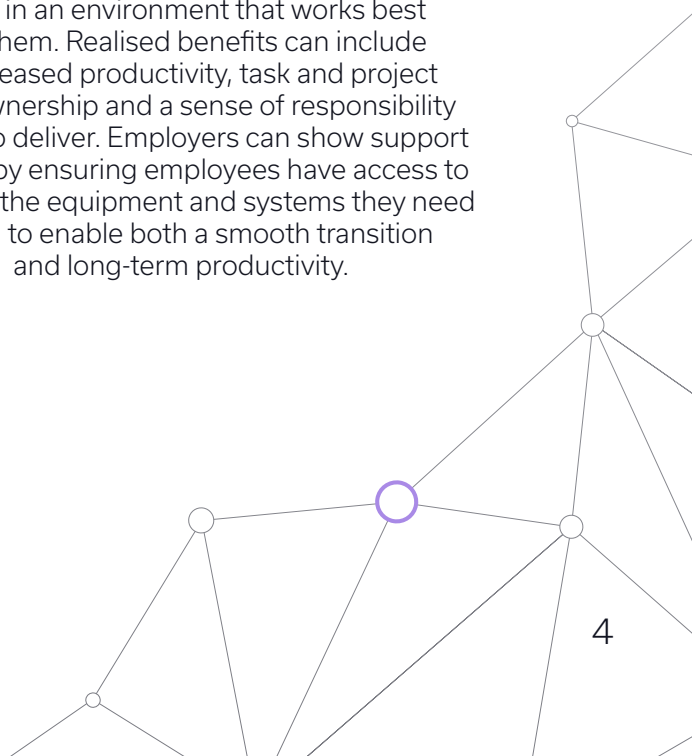 in an environment that works best
hem. Realised benefits can include
eased productivity, task and project
nership and a sense of responsibility
deliver. Employers can show support
by ensuring employees have access to
the equipment and systems they need
to enable both a smooth transition
and long-term productivity.
4